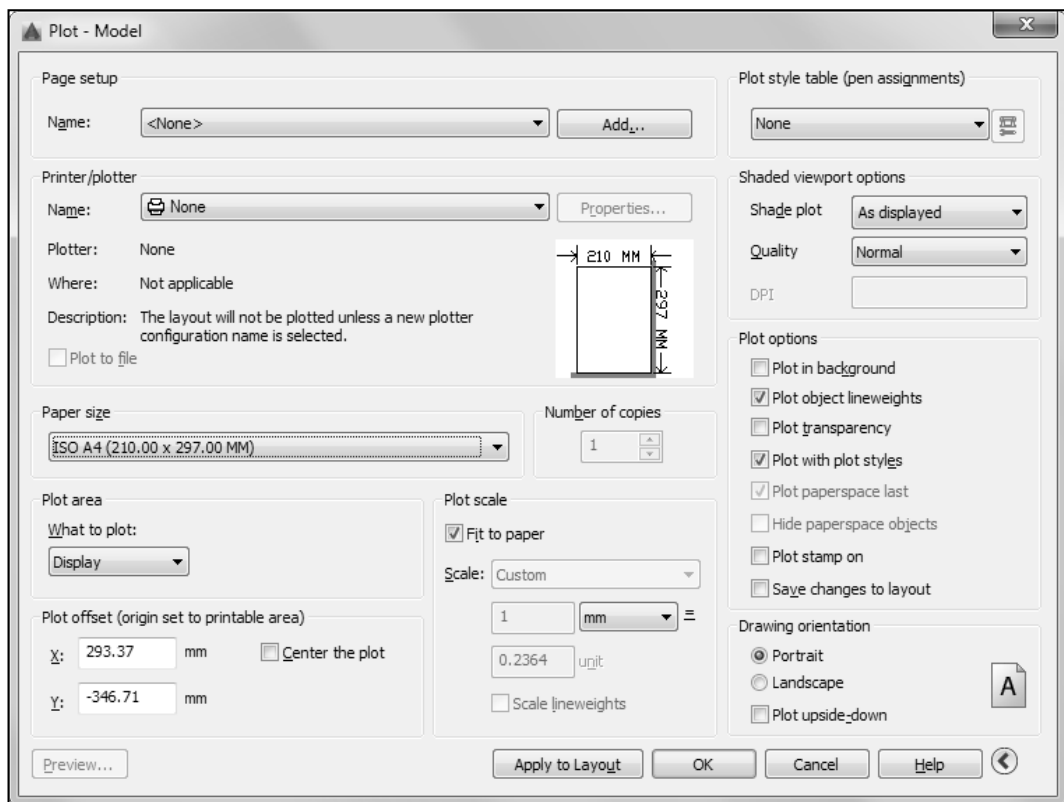 Plot - Model
Page setup
Name: <None> Add...
Printer/plotter
Name: None Properties...
Plotter: None
Where: Not applicable
Description: The layout will not be plotted unless a new plotter
configuration name is selected.
Plot to file
210 MM
297 MM
Paper size
ISO A4 (210.00 x 297.00 MM)
Number of copies
1
Plot area
What to plot:
Display
Plot offset (origin set to printable area)
X: 293.37 mm Center the plot
Y: -346.71 mm
Plot scale
Fit to paper
Scale: Custom
1 mm =
0.2364 unit
Scale lineweights
Plot style table (pen assignments)
None
Shaded viewport options
Shade plot As displayed
Quality Normal
DPI
Plot options
Plot in background
Plot object lineweights
Plot transparency
Plot with plot styles
Plot paperspace last
Hide paperspace objects
Plot stamp on
Save changes to layout
Drawing orientation
Portrait
Landscape
Plot upside-down
A
Preview... Apply to Layout OK Cancel Help